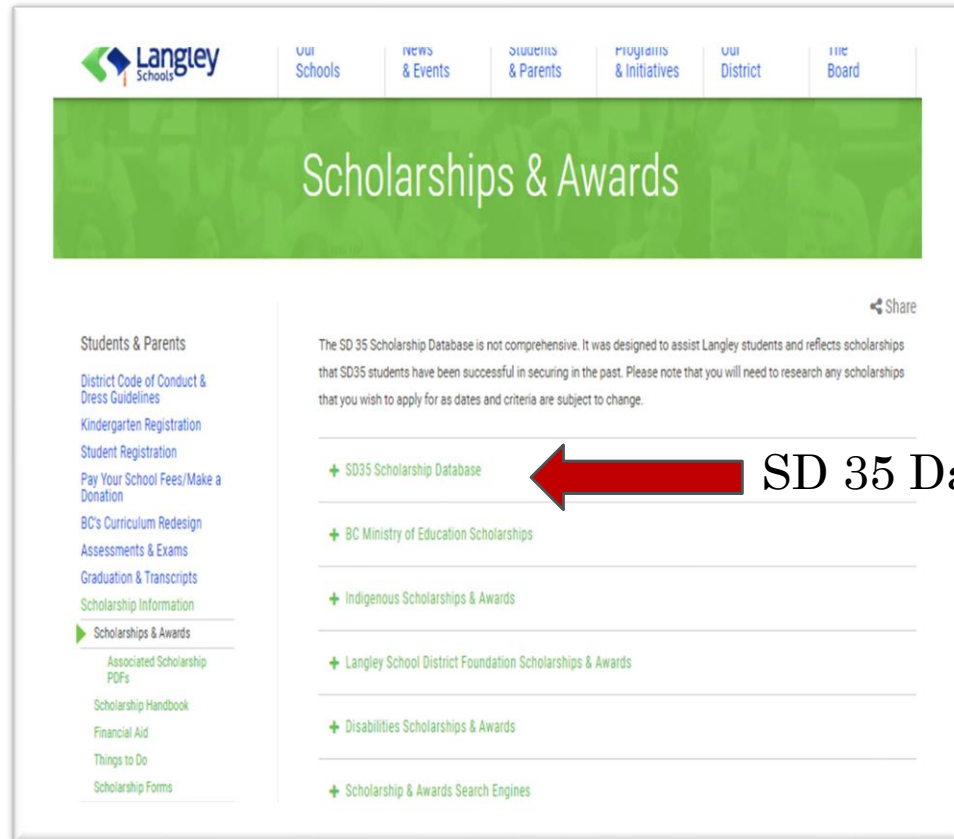 Langley
Schools
Our
Schools
News
& Events
Students
& Parents
Programs
& Initiatives
Our
District
The
Board
Scholarships & Awards
Share
Students & Parents
District Code of Conduct &
Dress Guidelines
Kindergarten Registration
Student Registration
Pay Your School Fees/Make a
Donation
BC's Curriculum Redesign
Assessments & Exams
Graduation & Transcripts
Scholarship Information
Scholarships & Awards
Associated Scholarship
PDFs
Scholarship Handbook
Financial Aid
Things to Do
Scholarship Forms
The SD 35 Scholarship Database is not comprehensive. It was designed to assist Langley students and reflects scholarships
that SD35 students have been successful in securing in the past. Please note that you will need to research any scholarships
that you wish to apply for as dates and criteria are subject to change.
+ SD35 Scholarship Database
SD 35 Da
+ BC Ministry of Education Scholarships
+ Indigenous Scholarships & Awards
+ Langley School District Foundation Scholarships & Awards
+ Disabilities Scholarships & Awards
+ Scholarship & Awards Search Engines